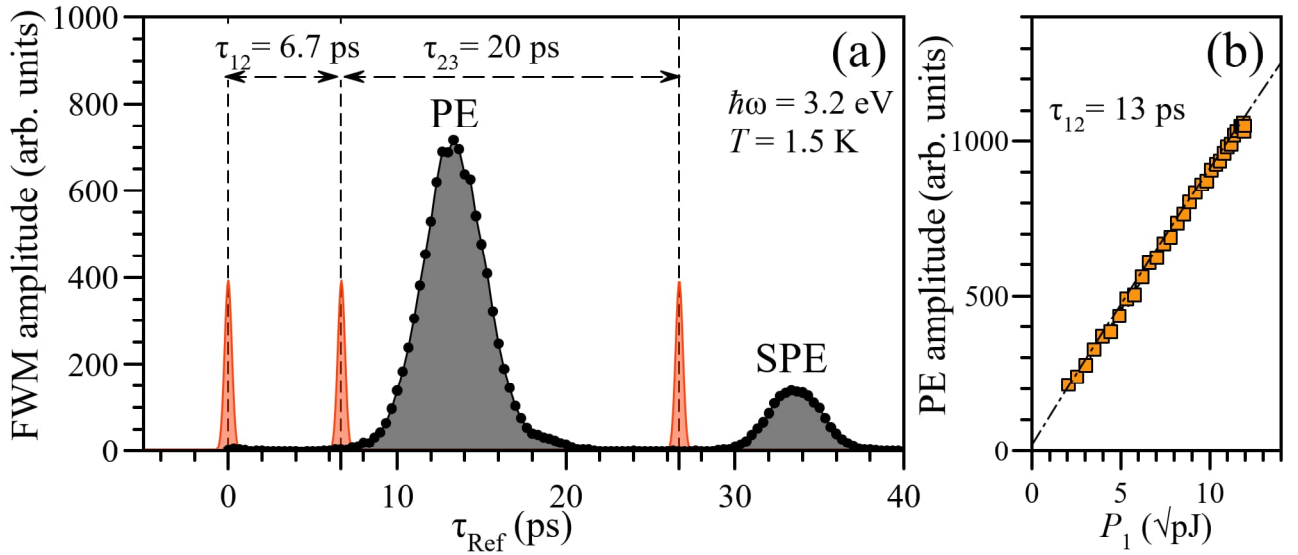 1000
800
600
400
200
0
FWM amplitude (arb. units)
τ12= 6.7 ps
τ23= 20 ps
(a)
PE
ħω = 3.2 eV
T = 1.5 K
SPE
0
10
20
30
40
τRef (ps)
PE amplitude (arb. units)
(b)
τ12= 13 ps
1000
500
0
0
5
10
P1 (√pJ)